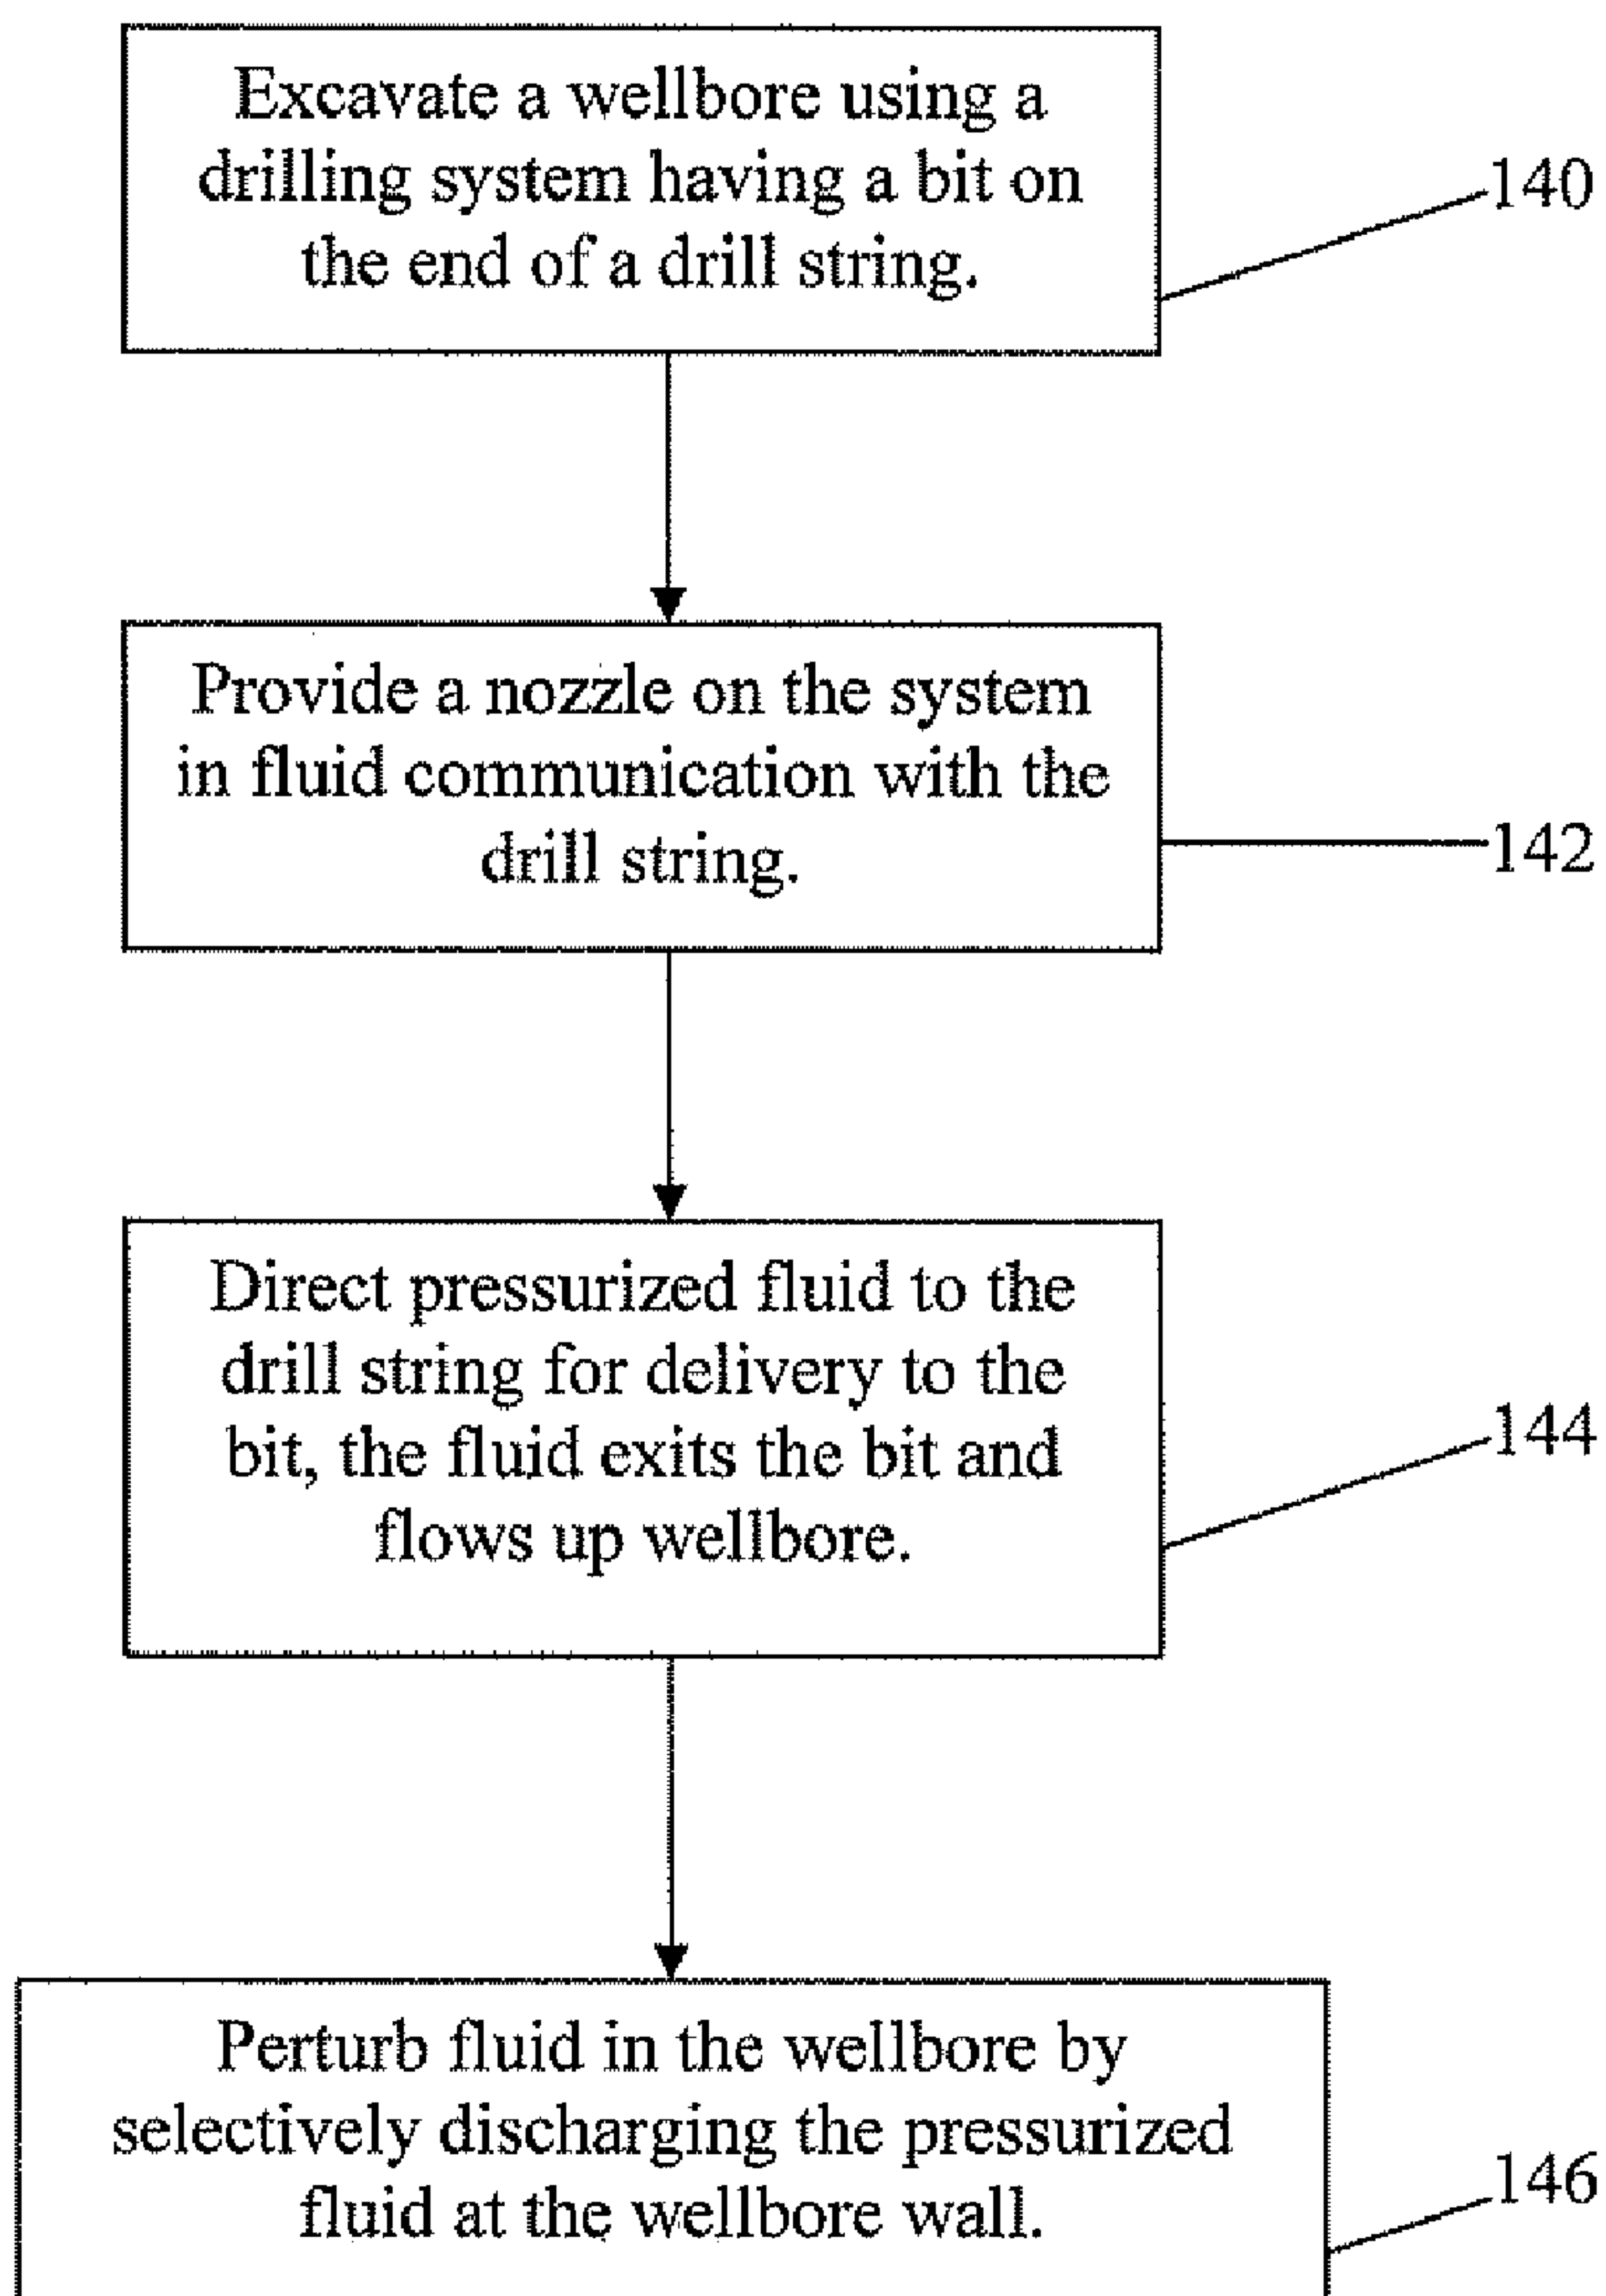 Excavate a wellbore using a
drilling system having a bit on
the end of a drill string.
140
Provide a nozzle on the system
in fluid communication with the
drill string.
142
Direct pressurized fluid to the
drill string for delivery to the
bit, the fluid exits the bit and
flows up wellbore.
144
Perturb fluid in the wellbore by
selectively discharging the pressurized
fluid at the wellbore wall.
146